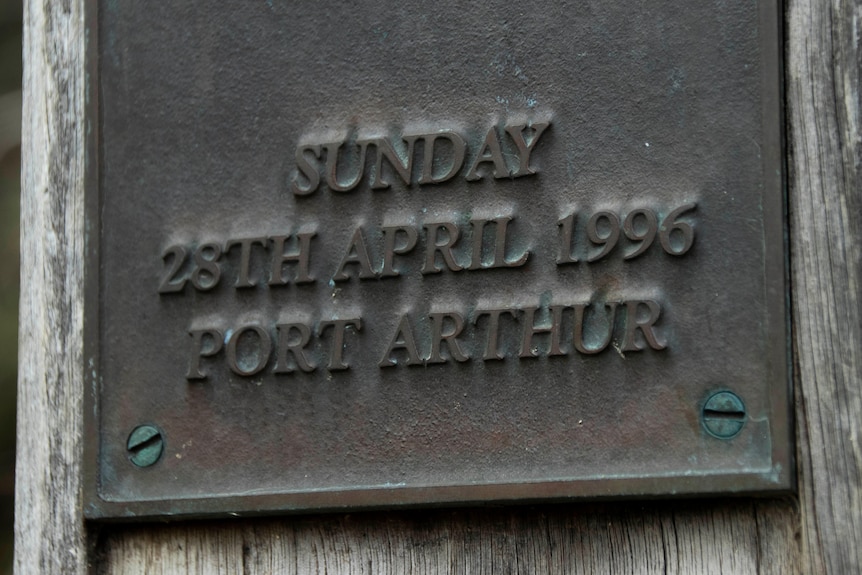 SUNDAY
28TH APRIL 1996
PORT ARTHUR